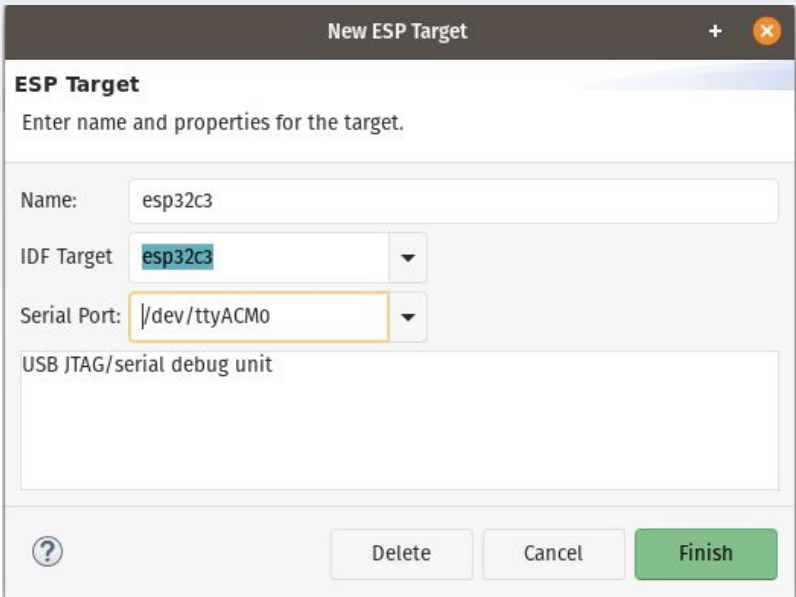 New ESP Target
ESP Target
Enter name and properties for the target.
Name: esp32c3
IDF Target esp32c3
Serial Port: /dev/ttyACM0
USB JTAG/serial debug unit
Delete Cancel Finish